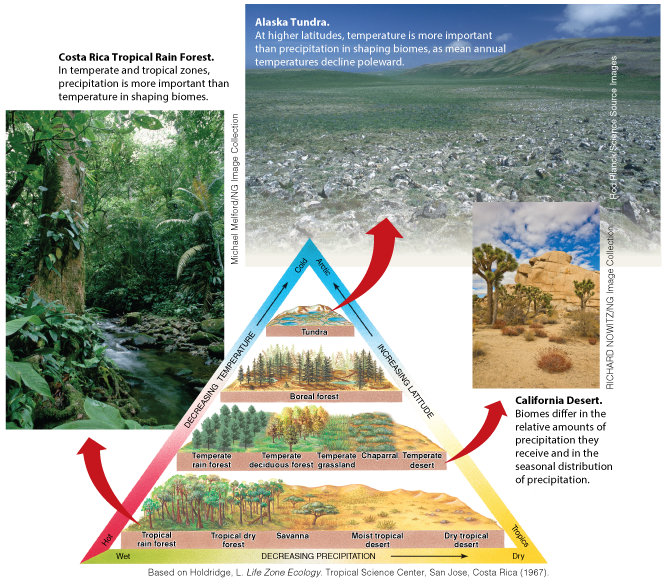 Alaska Tundra.
At higher latitudes, temperature is more important
than precipitation in shaping biomes, as mean annual
temperatures decline poleward.
Costa Rica Tropical Rain Forest.
In temperate and tropical zones,
precipitation is more important than
temperature in shaping biomes.
Michael Melford/NG Image Collection
Rod Planck/Science Source Images
RICHARD NOWITZ/NG Image Collection
Cold
Arctic
DECREASING TEMPERATURE
INCREASING LATITUDE
Tundra
Boreal forest
Temperate
rain forest
Temperate
deciduous forest
Temperate
grassland
Chaparral
Temperate
desert
California Desert.
Biomes differ in the
relative amounts of
precipitation they
receive and in the
seasonal distribution
of precipitation.
Hot
Tropical
rain forest
Tropical dry
forest
Savanna
Moist tropical
desert
Dry tropical
desert
Tropics
Wet
DECREASING PRECIPITATION
Dry
Based on Holdridge, L. Life Zone Ecology. Tropical Science Center, San Jose, Costa Rica (1967).